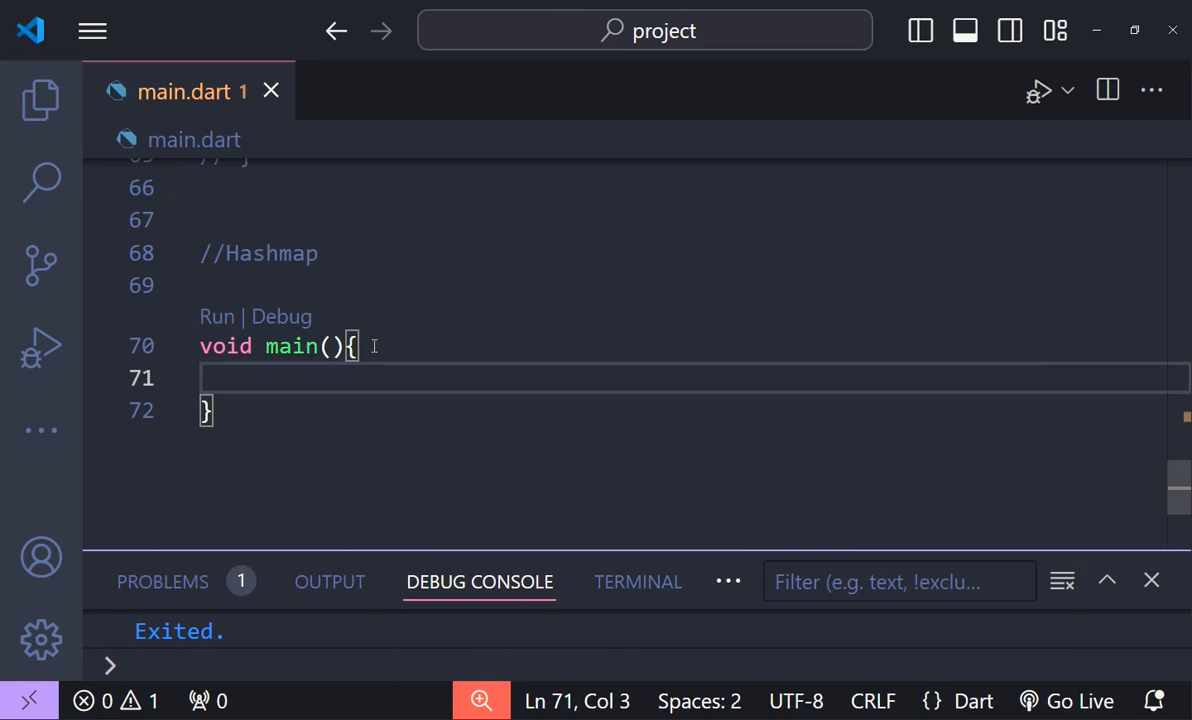 project
main.dart 1
main.dart
66
67
68 //Hashmap
69
Run | Debug
70 void main(){
71
72 }
PROBLEMS 1 OUTPUT DEBUG CONSOLE TERMINAL ··· Filter (e.g. text, !exclu...
Exited.
0 1 0 Ln 71, Col 3 Spaces: 2 UTF-8 CRLF {} Dart Go Live